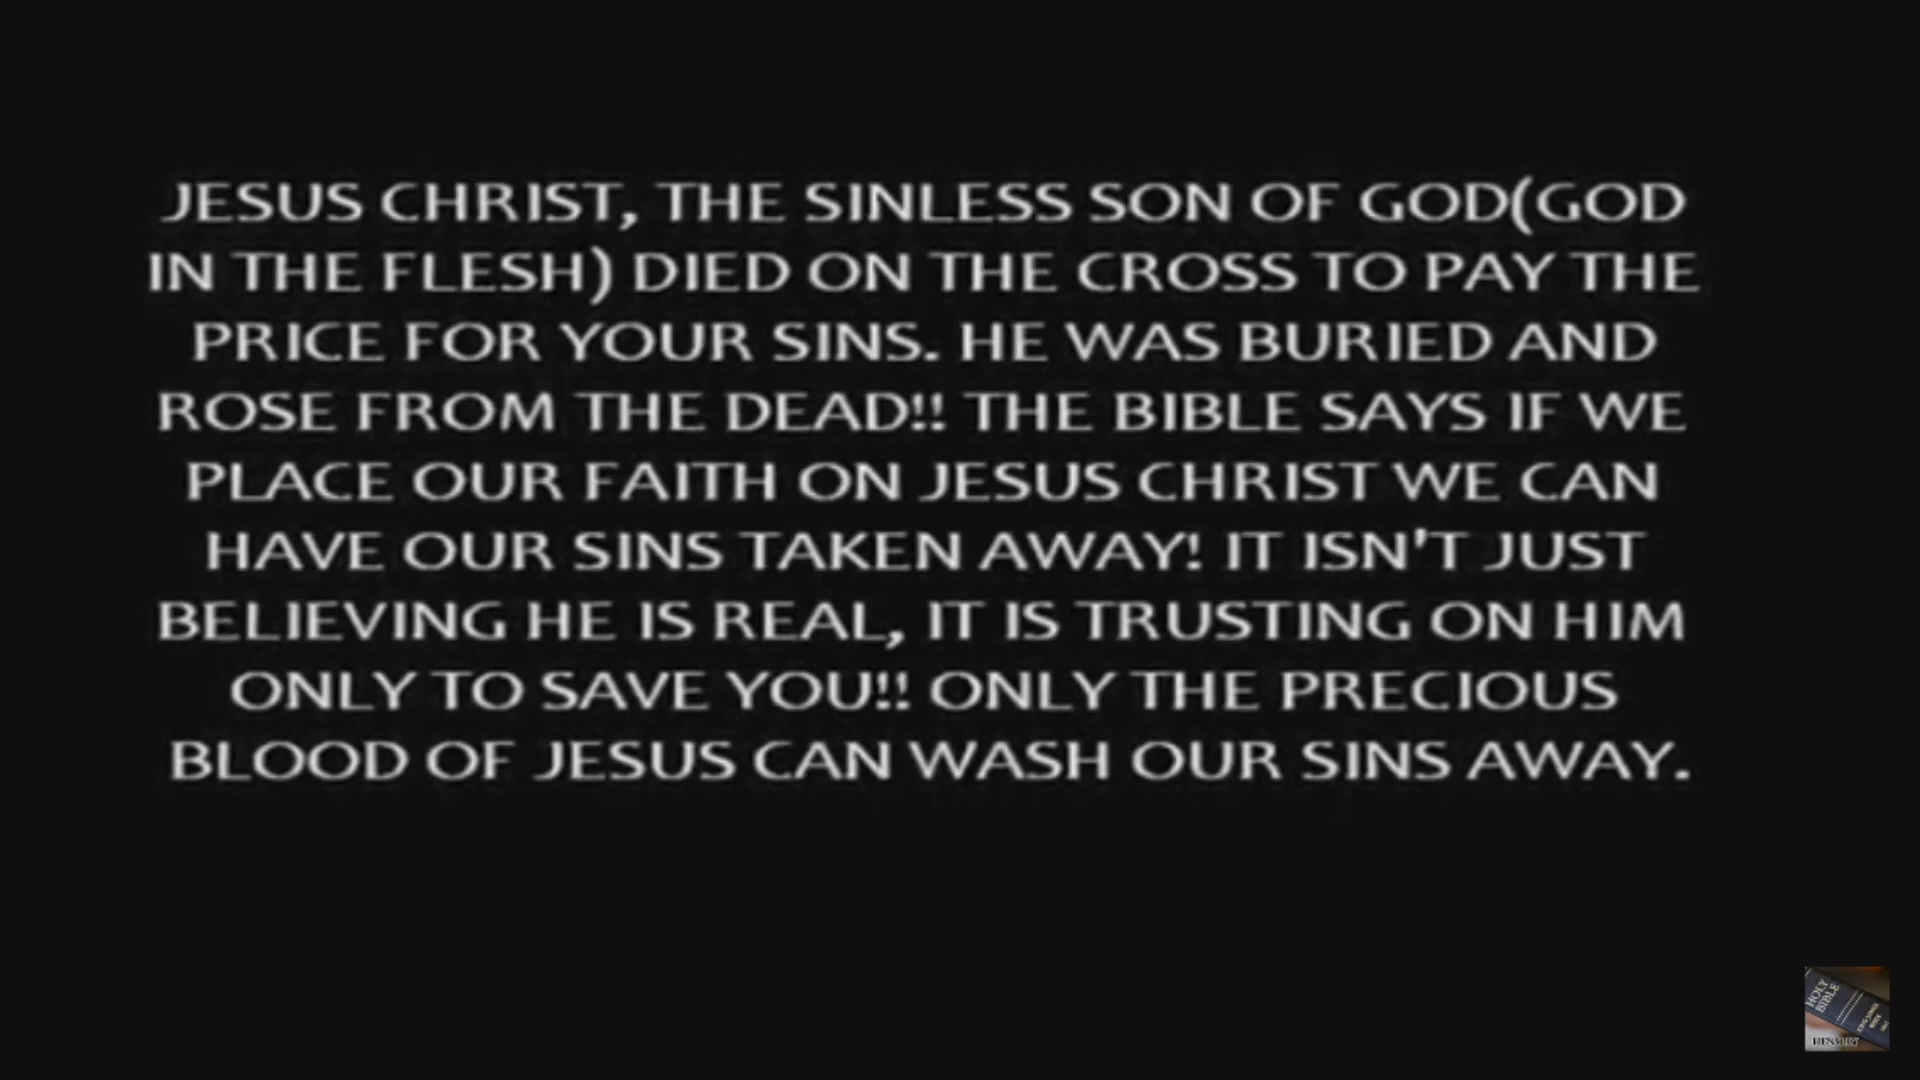 JESUS CHRIST, THE SINLESS SON OF GOD(GOD
IN THE FLESH) DIED ON THE CROSS TO PAY THE
PRICE FOR YOUR SINS. HE WAS BURIED AND
ROSE FROM THE DEAD!! THE BIBLE SAYS IF WE
PLACE OUR FAITH ON JESUS CHRIST WE CAN
HAVE OUR SINS TAKEN AWAY! IT ISN'T JUST
BELIEVING HE IS REAL, IT IS TRUSTING ON HIM
ONLY TO SAVE YOU!! ONLY THE PRECIOUS
BLOOD OF JESUS CAN WASH OUR SINS AWAY.
HOLY
BIBLE